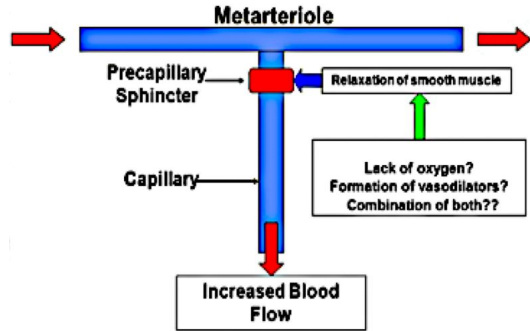 Metarteriole
Precapillary
Sphincter
Relaxation of smooth muscle
Capillary
Lack of oxygen?
Formation of vasodilators?
Combination of both??
Increased Blood
Flow